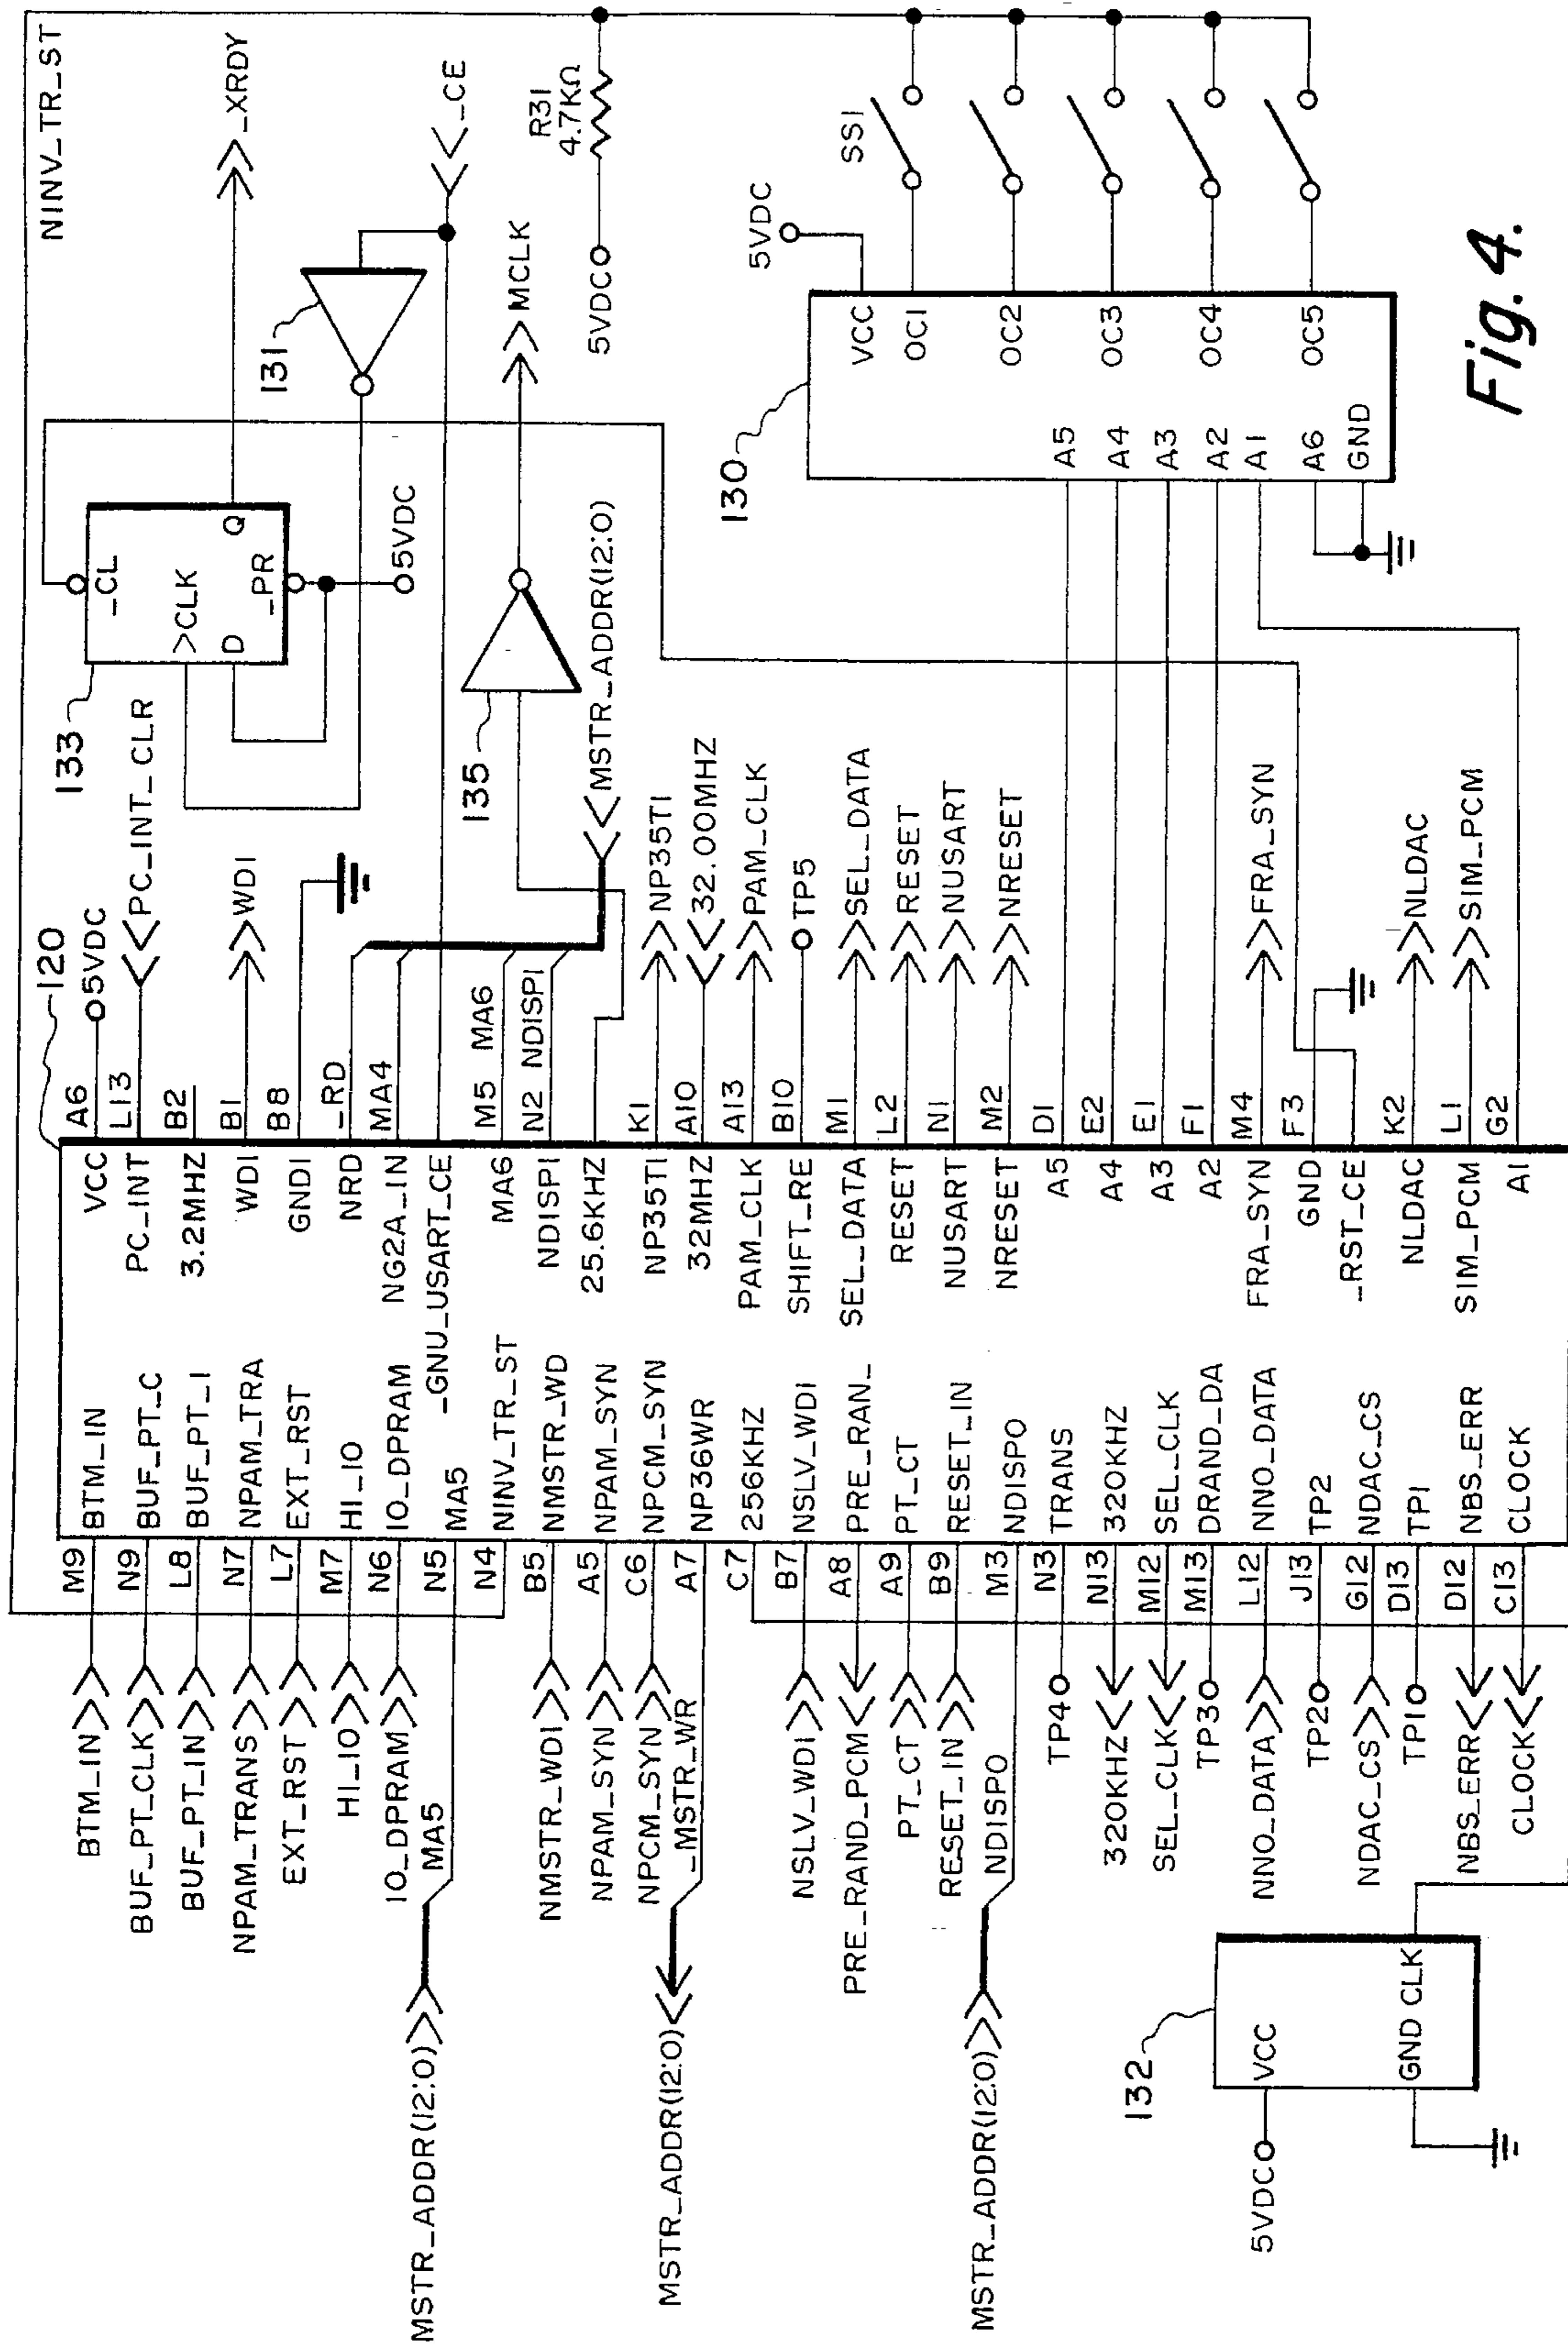 NINV_TR_ST
BTM_IN
M9
BTM_IN
BUF_PT_CLK
N9
BUF_PT_C
BUF_PT_IN
L8
BUF_PT_I
NPAM_TRANS
N7
NPAM_TRA
EXT_RST
L7
EXT_RST
HI_IO
M7
HI_IO
IO_DPRAM
N6
IO_DPRAM
MSTR_ADDR(12:0)
MA5
N5
MA5
N4
NINV_TR_ST
NMSTR_WDI
B5
NMSTR_WD
NPAM_SYN
A5
NPAM_SYN
NPCM_SYN
C6
NPCM_SYN
MSTR_ADDR(12:0)
_MSTR_WR
A7
NP36WR
C7
256KHZ
NSLV_WDI
B7
NSLV_WDI
PRE_RAND_PCM
A8
PRE_RAN_
PT_CT
A9
PT_CT
RESET_IN
B9
RESET_IN
MSTR_ADDR(12:0)
NDISPO
M3
NDISPO
TP4
N3
TRANS
320KHZ
N13
320KHZ
SEL_CLK
M12
SEL_CLK
TP3
M13
DRAND_DA
NNO_DATA
L12
NNO_DATA
TP2
J13
TP2
NDAC_CS
G12
NDAC_CS
TP1
D13
TP1
NBS_ERR
D12
NBS_ERR
CLOCK
C13
CLOCK
132
5VDC
VCC
GND CLK
120
VCC
A6
5VDC
PC_INT
L13
PC_INT_CLR
3.2MHZ
B2
WDI
B1
WDI
GND1
B8
NRD
_RD
NG2A_IN
MA4
_GNU_USART_CE
MA6
M5 MA6
NDISP1
N2 NDISP1
MSTR_ADDR(12:0)
25.6KHZ
NP35T1
K1
NP35T1
32MHZ
A10
32.00MHZ
PAM_CLK
A13
PAM_CLK
SHIFT_RE
B10
TP5
SEL_DATA
M1
SEL_DATA
RESET
L2
RESET
NUSART
N1
NUSART
NRESET
M2
NRESET
A5
D1
A4
E2
A3
E1
A2
F1
FRA_SYN
M4
FRA_SYN
GND
F3
_RST_CE
NLDAC
K2
NLDAC
SIM_PCM
L1
SIM_PCM
A1
G2
133
_CL
>CLK
Q
D
_PR
5VDC
_XRDY
131
_CE
135
MCLK
R31
4.7KΩ
5VDC
130
5VDC
VCC
OC1
SS1
A5
OC2
A4
OC3
A3
A2
OC4
A1
A6
OC5
GND
Fig. 4.